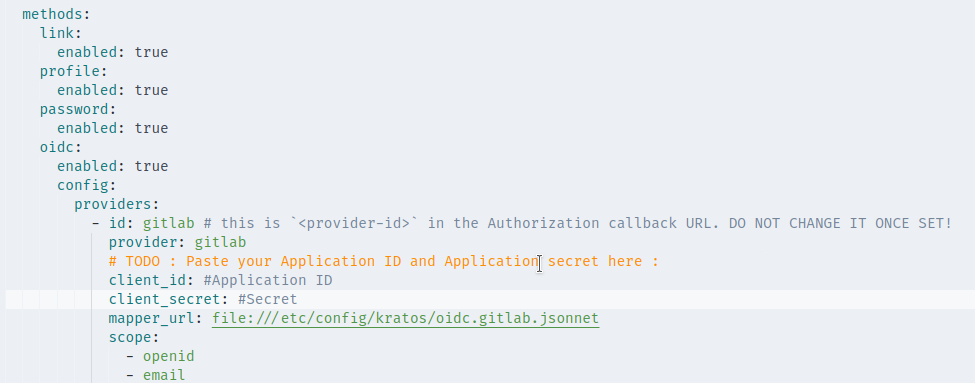 methods:
link:
enabled: true
profile:
enabled: true
password:
enabled: true
oidc:
enabled: true
config:
providers:
- id: gitlab # this is `<provider-id>` in the Authorization callback URL. DO NOT CHANGE IT ONCE SET!
provider: gitlab
# TODO : Paste your Application ID and Application secret here :
client_id: #Application ID
client_secret: #Secret
mapper_url: file:///etc/config/kratos/oidc.gitlab.jsonnet
scope:
- openid
- email